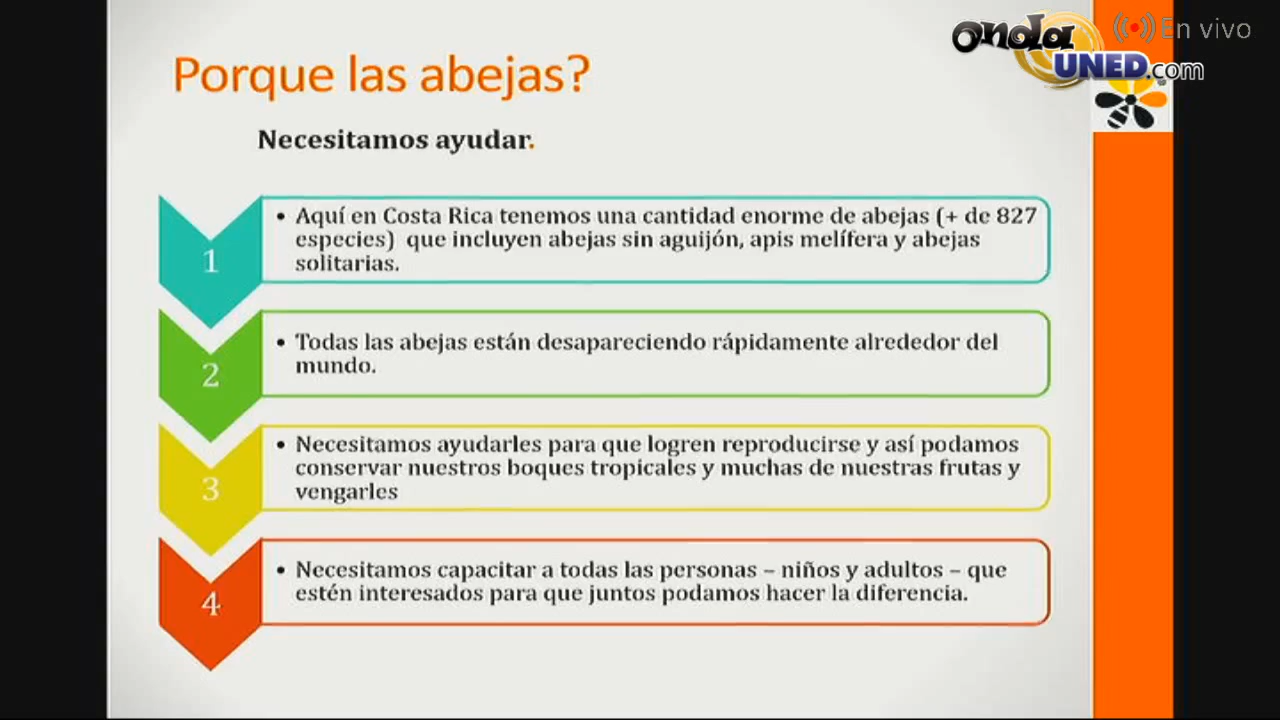 onda
UNED.com
En vivo
Porque las abejas?
Necesitamos ayudar.
1
• Aquí en Costa Rica tenemos una cantidad enorme de abejas (+ de 827
especies) que incluyen abejas sin aguijón, apis melífera y abejas
solitarias.
2
• Todas las abejas están desapareciendo rápidamente alrededor del
mundo.
3
• Necesitamos ayudarles para que logren reproducirse y así podamos
conservar nuestros boques tropicales y muchas de nuestras frutas y
vengarles
4
• Necesitamos capacitar a todas las personas – niños y adultos – que
estén interesados para que juntos podamos hacer la diferencia.